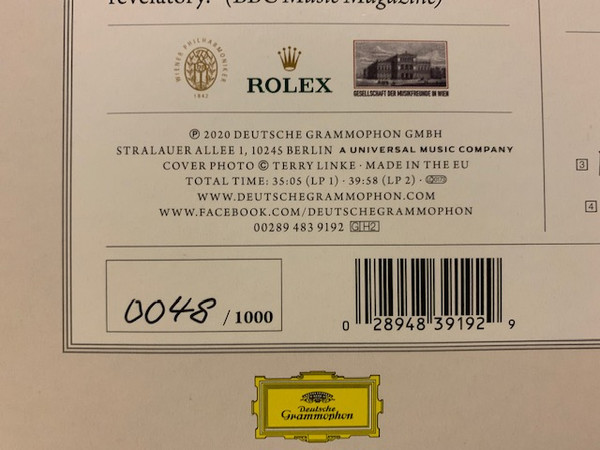 revelatory." (BBC Music Magazine)
WIENER PHILHARMONIKER
1842
ROLEX
GESELLSCHAFT DER MUSIKFREUNDE IN WIEN
℗ 2020 DEUTSCHE GRAMMOPHON GMBH
STRALAUER ALLEE 1, 10245 BERLIN A UNIVERSAL MUSIC COMPANY
COVER PHOTO © TERRY LINKE · MADE IN THE EU
TOTAL TIME: 35:05 (LP 1) · 39:58 (LP 2) ·
WWW.DEUTSCHEGRAMMOPHON.COM
WWW.FACEBOOK.COM/DEUTSCHEGRAMMOPHON
00289 483 9192 GH2
3
4
0048 / 1000
0 28948 39192 9
Deutsche
Grammophon